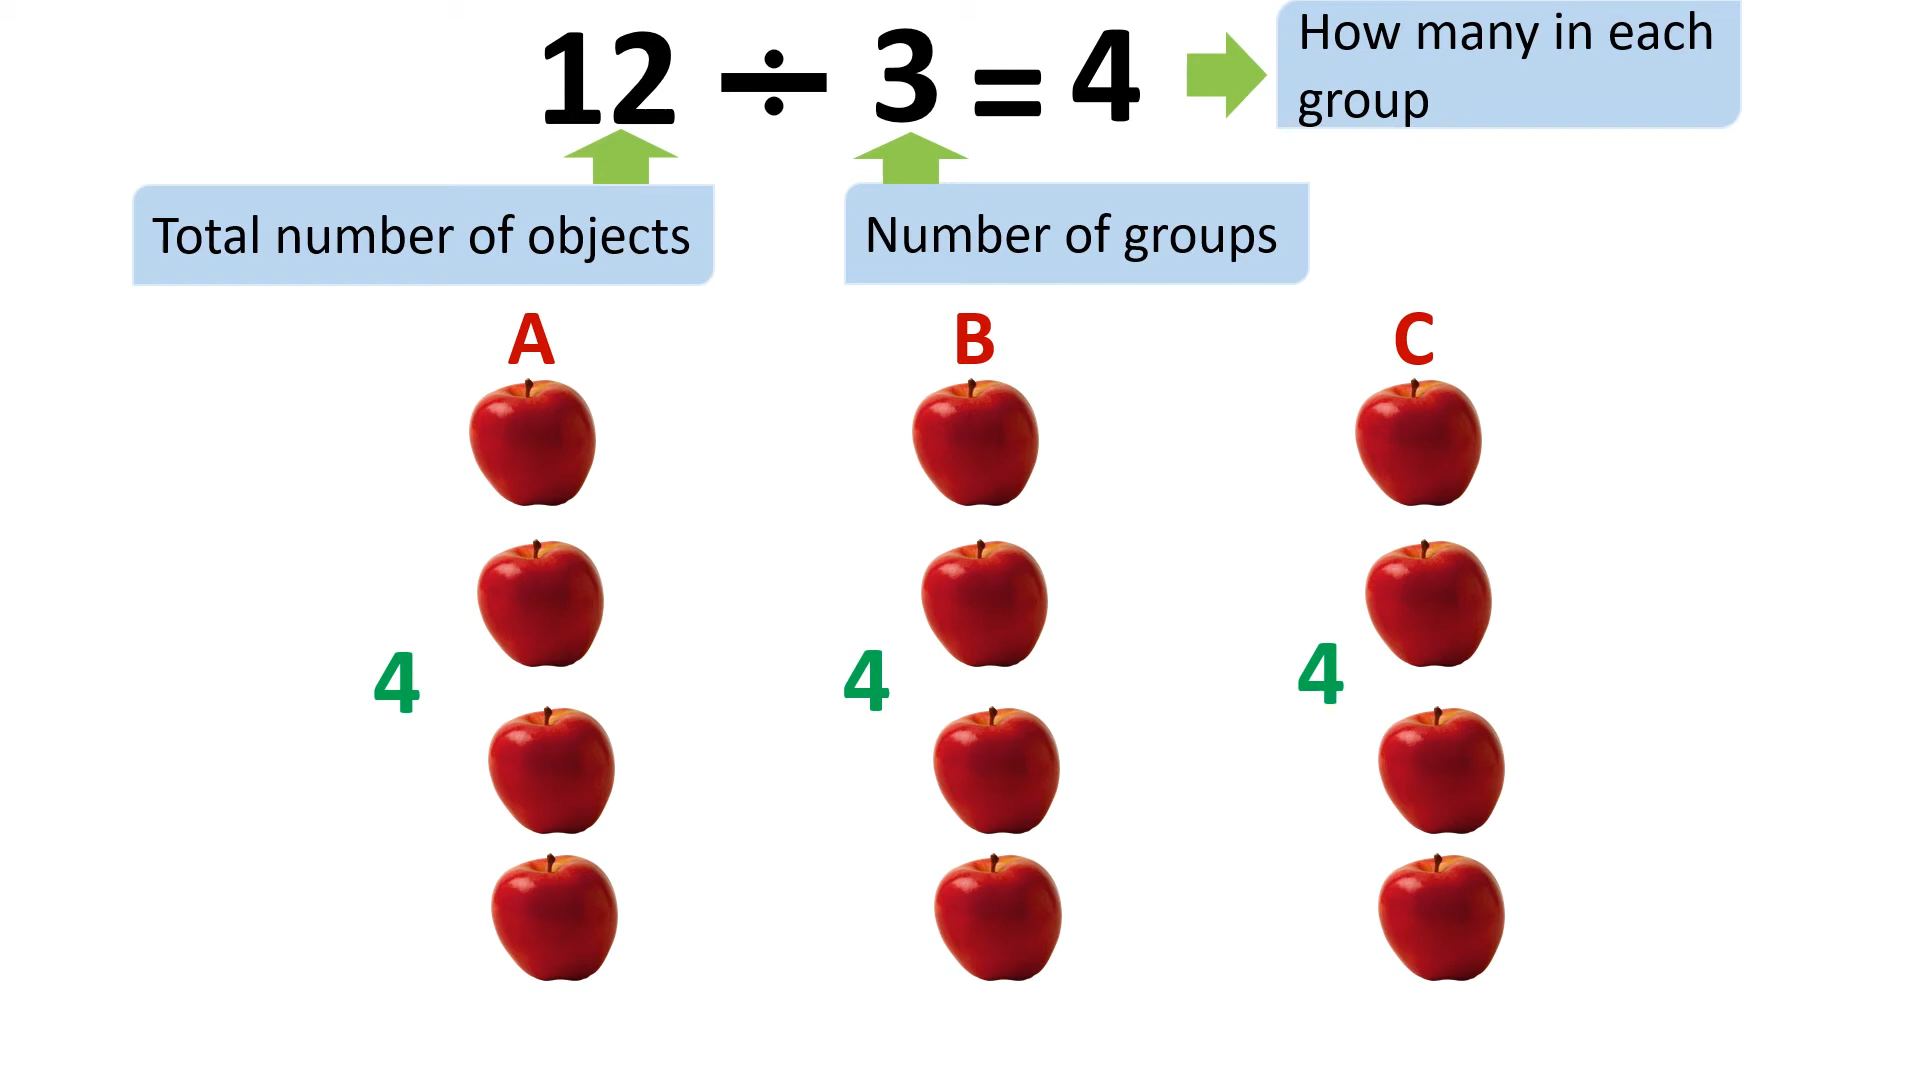 12 ÷ 3 = 4
How many in each
group
Total number of objects
Number of groups
A B C
4 4 4